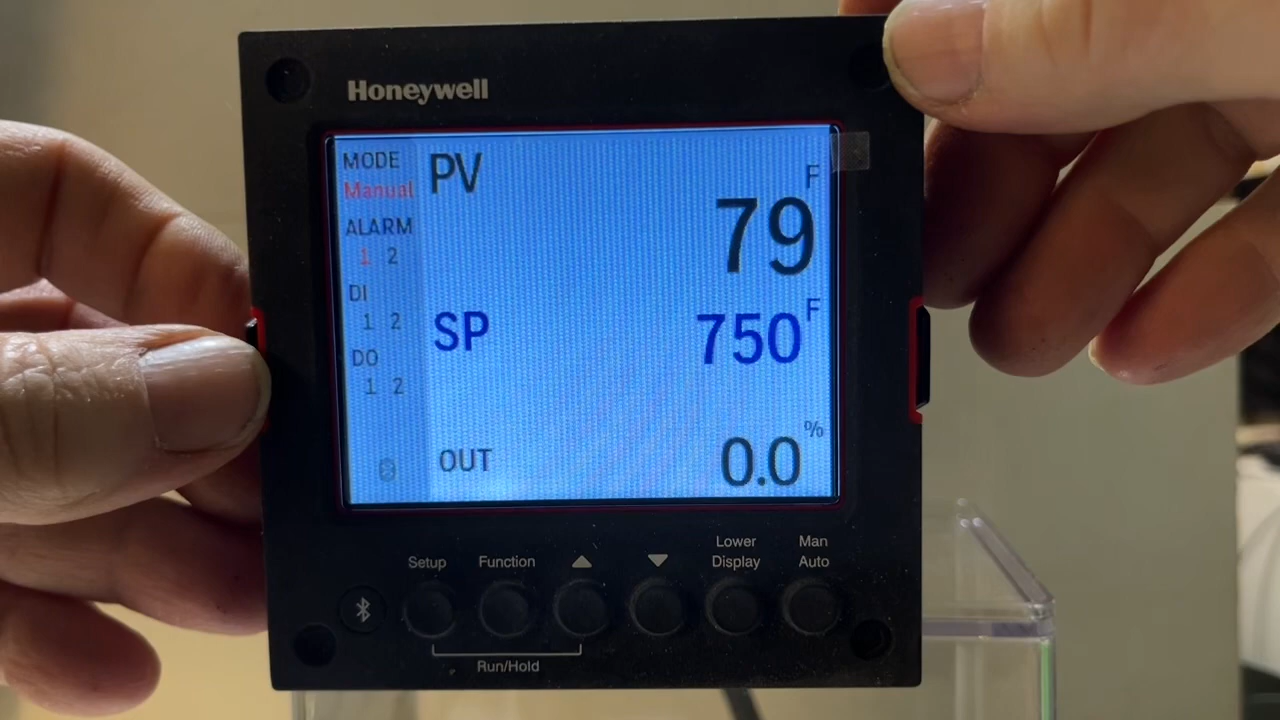 Honeywell
MODE
Manual
ALARM
1 2
DI
1 2
DO
1 2
PV
F
79
SP
F
750
OUT
%
0.0
Setup
Function
Lower
Display
Man
Auto
Run/Hold